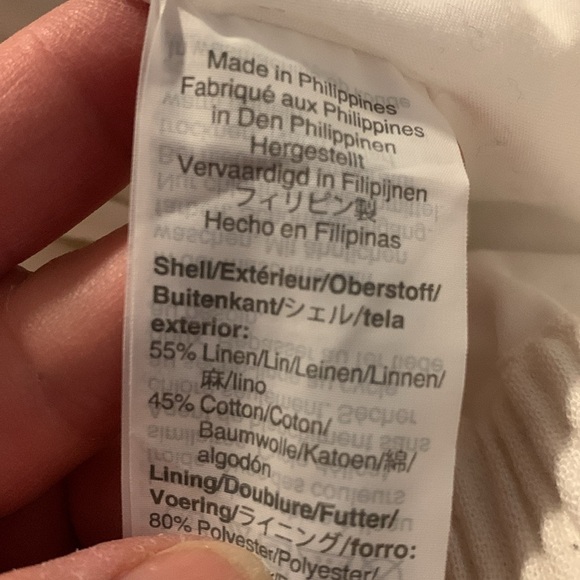 Made in Philippines
Fabriqué aux Philippines
in Den Philippinen
Hergestellt
Vervaardigd in Filipijnen
フィリピン製
Hecho en Filipinas
Shell/Extérieur/Oberstoff/
Buitenkant/シェル/tela
exterior:
55% Linen/Lin/Leinen/Linnen/
麻/lino
45% Cotton/Coton/
Baumwolle/Katoen/綿/
algodón
Lining/Doublure/Futter/
Voering/ライニング/forro:
80% Polyester/Polyester/